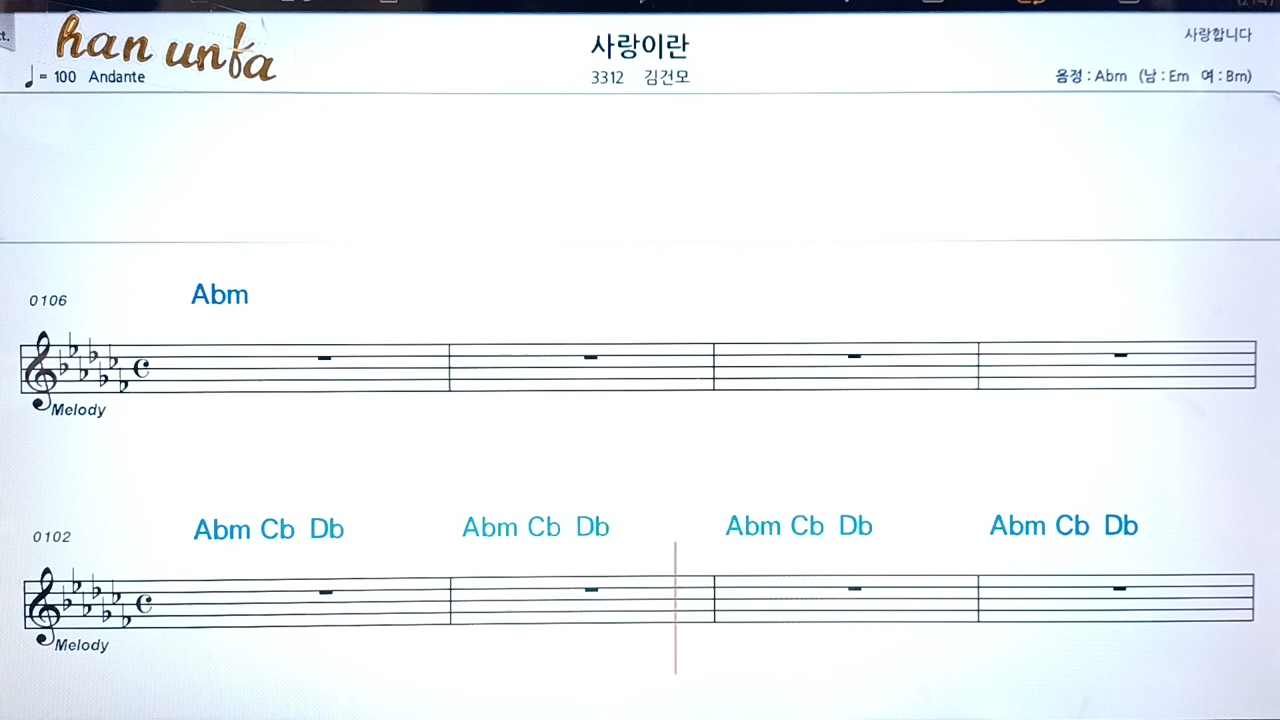 ct.
han unfa
♩ = 100 Andante
사랑이란
3312 김건모
사랑합니다
음정 : Abm (남 : Em 여 : Bm)
0106
Abm
Melody
0102
Abm Cb Db Abm Cb Db Abm Cb Db Abm Cb Db
Melody